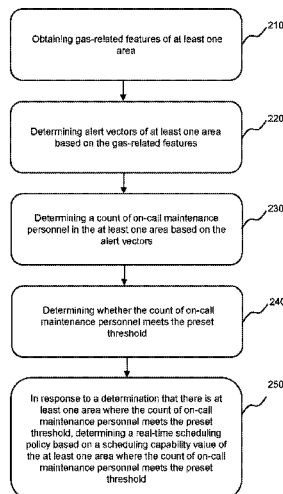 210
Obtaining gas-related features of at least one
area
220
Determining alert vectors of at least one area
based on the gas-related features
230
Determining a count of on-call maintenance
personnel in the at least one area based on the
alert vectors
240
Determining whether the count of on-call
maintenance personnel meets the preset
threshold
250
In response to a determination that there is at
least one area where the count of on-call
maintenance personnel meets the preset
threshold, determining a real-time scheduling
policy based on a scheduling capability value of
the at least one area where the count of on-call
maintenance personnel meets the preset
threshold